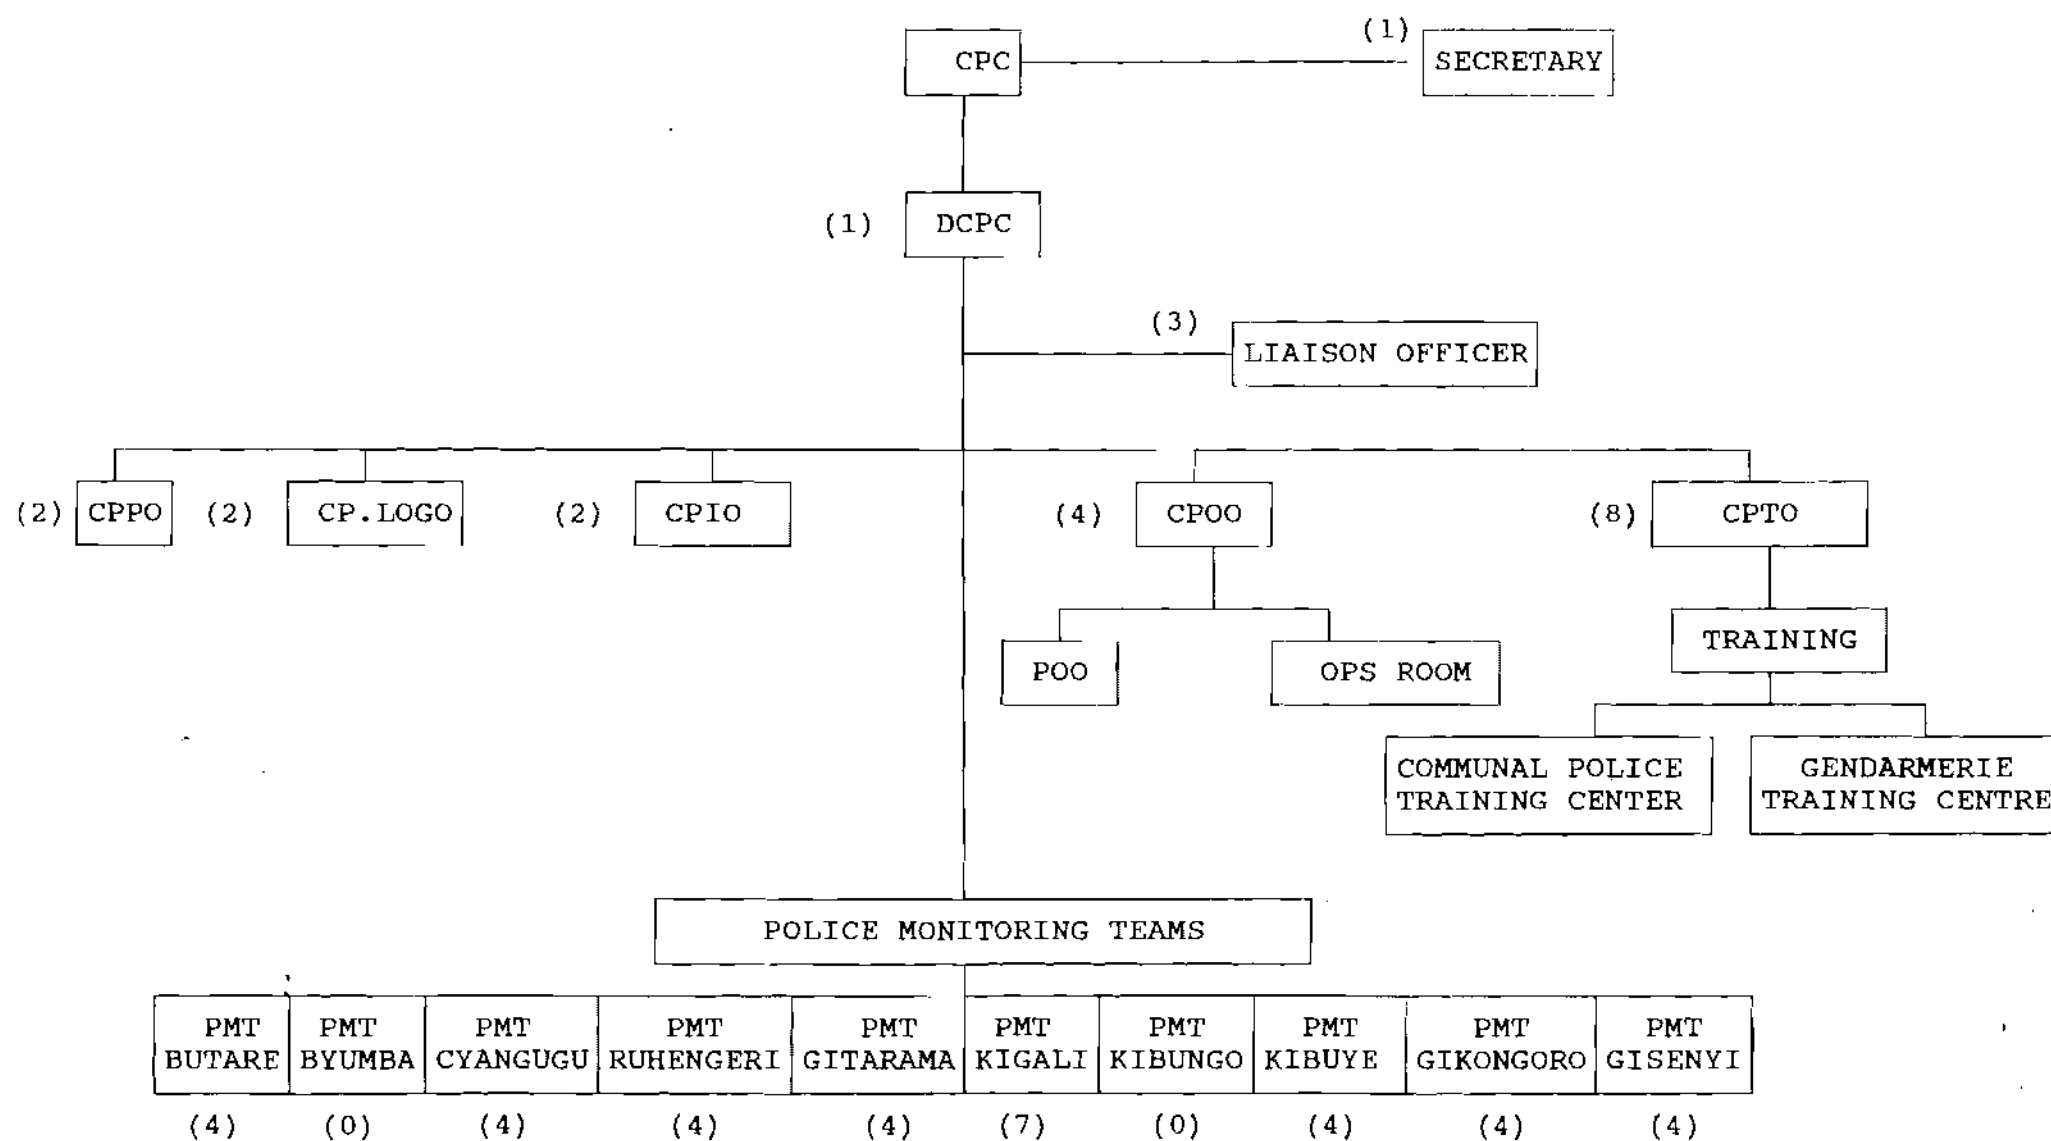 (1)
CPC
SECRETARY
(1)
DCPC
(3)
LIAISON OFFICER
(2)
CPPO
(2)
CP.LOGO
(2)
CPIO
(4)
CPOO
(8)
CPTO
POO
OPS ROOM
TRAINING
COMMUNAL POLICE
TRAINING CENTER
GENDARMERIE
TRAINING CENTRE
POLICE MONITORING TEAMS
PMT
BUTARE
PMT
BYUMBA
PMT
CYANGUGU
PMT
RUHENGERI
PMT
GITARAMA
PMT
KIGALI
PMT
KIBUNGO
PMT
KIBUYE
PMT
GIKONGORO
PMT
GISENYI
(4)
(0)
(4)
(4)
(4)
(7)
(0)
(4)
(4)
(4)